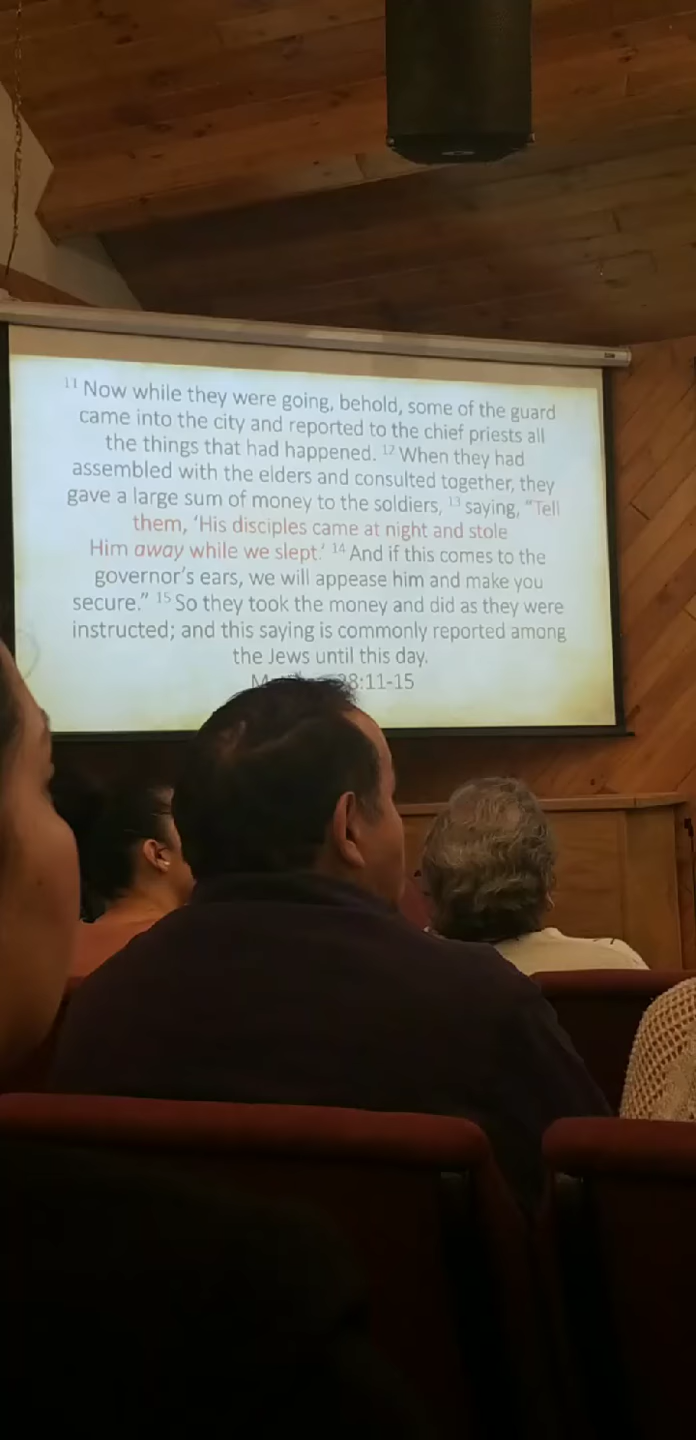 ¹¹ Now while they were going, behold, some of the guard
came into the city and reported to the chief priests all
the things that had happened. ¹² When they had
assembled with the elders and consulted together, they
gave a large sum of money to the soldiers, ¹³ saying, “Tell
them, ‘His disciples came at night and stole
Him away while we slept.’ ¹⁴ And if this comes to the
governor’s ears, we will appease him and make you
secure.” ¹⁵ So they took the money and did as they were
instructed; and this saying is commonly reported among
the Jews until this day.
8:11-15